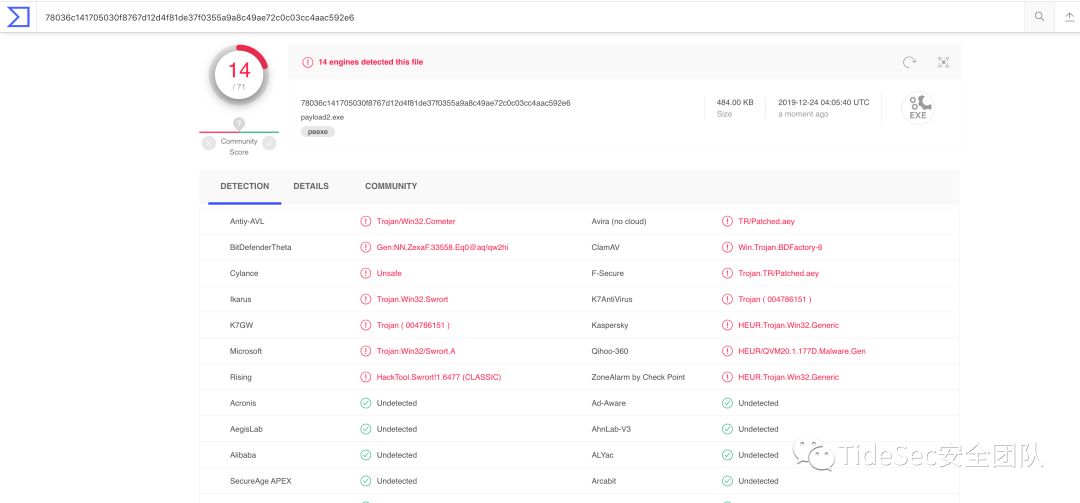 78036c141705030f8767d12d4f81de37f0355a9a8c49ae72c0c03cc4aac592e6
14
/ 71
?
Community
Score
14 engines detected this file
78036c141705030f8767d12d4f81de37f0355a9a8c49ae72c0c03cc4aac592e6
payload2.exe
peexe
484.00 KB
Size
2019-12-24 04:05:40 UTC
a moment ago
EXE
DETECTION DETAILS COMMUNITY
Antiy-AVL Trojan/Win32.Cometer Avira (no cloud) TR/Patched.aey
BitDefenderTheta Gen:NN.ZexaF.33558.Eq0@aq!qw2hi ClamAV Win.Trojan.BDFactory-6
Cylance Unsafe F-Secure Trojan.TR/Patched.aey
Ikarus Trojan.Win32.Swrort K7AntiVirus Trojan ( 004786151 )
K7GW Trojan ( 004786151 ) Kaspersky HEUR:Trojan.Win32.Generic
Microsoft Trojan:Win32/Swrort.A Qihoo-360 HEUR/QVM20.1.177D.Malware.Gen
Rising HackTool.Swrort!1.6477 (CLASSIC) ZoneAlarm by Check Point HEUR:Trojan.Win32.Generic
Acronis Undetected Ad-Aware Undetected
AegisLab Undetected AhnLab-V3 Undetected
Alibaba Undetected ALYac Undetected
SecureAge APEX Undetected Arcabit Undetected
TideSec安全团队